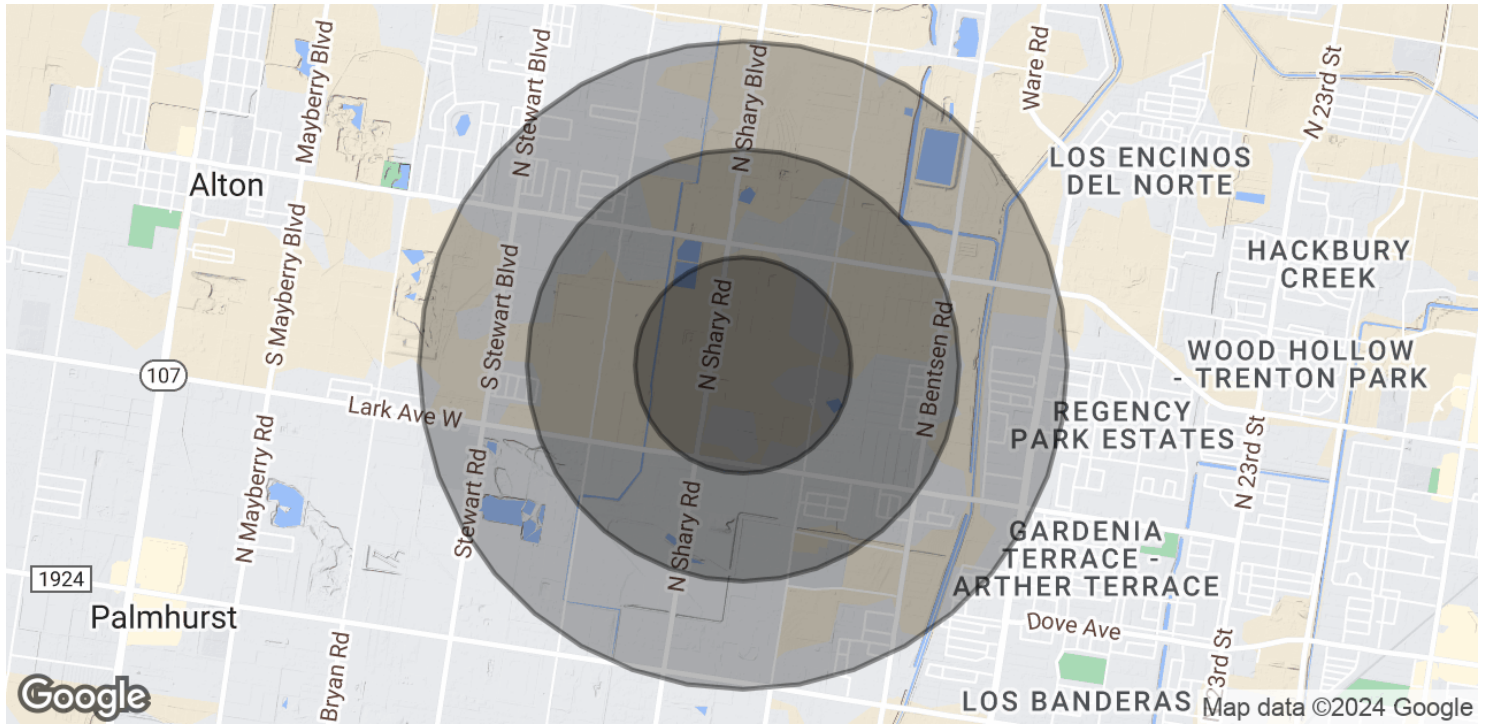 Mayberry Blvd
N Stewart Blvd
N Shary Blvd
Ware Rd
N 23rd St
LOS ENCINOS
DEL NORTE
Alton
S Mayberry Blvd
S Stewart Blvd
N Shary Rd
N Bentsen Rd
HACKBURY
CREEK
WOOD HOLLOW
- TRENTON PARK
107
Lark Ave W
REGENCY
PARK ESTATES
N Mayberry Rd
Stewart Rd
N Shary Rd
N 23rd St
GARDENIA
TERRACE -
ARTHER TERRACE
1924
Palmhurst
Bryan Rd
Dove Ave
N 23rd St
LOS BANDERAS
Google
Map data ©2024 Google